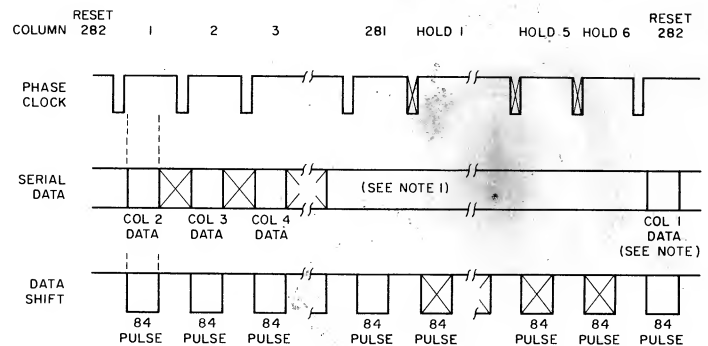 COLUMN RESET 282 1 2 3 281 HOLD 1 HOLD 5 HOLD 6 RESET 282
PHASE CLOCK
SERIAL DATA
(SEE NOTE 1)
COL 2 DATA
COL 3 DATA
COL 4 DATA
COL 1 DATA (SEE NOTE)
DATA SHIFT
84 PULSE 84 PULSE 84 PULSE 84 PULSE 84 PULSE 84 PULSE 84 PULSE 84 PULSE